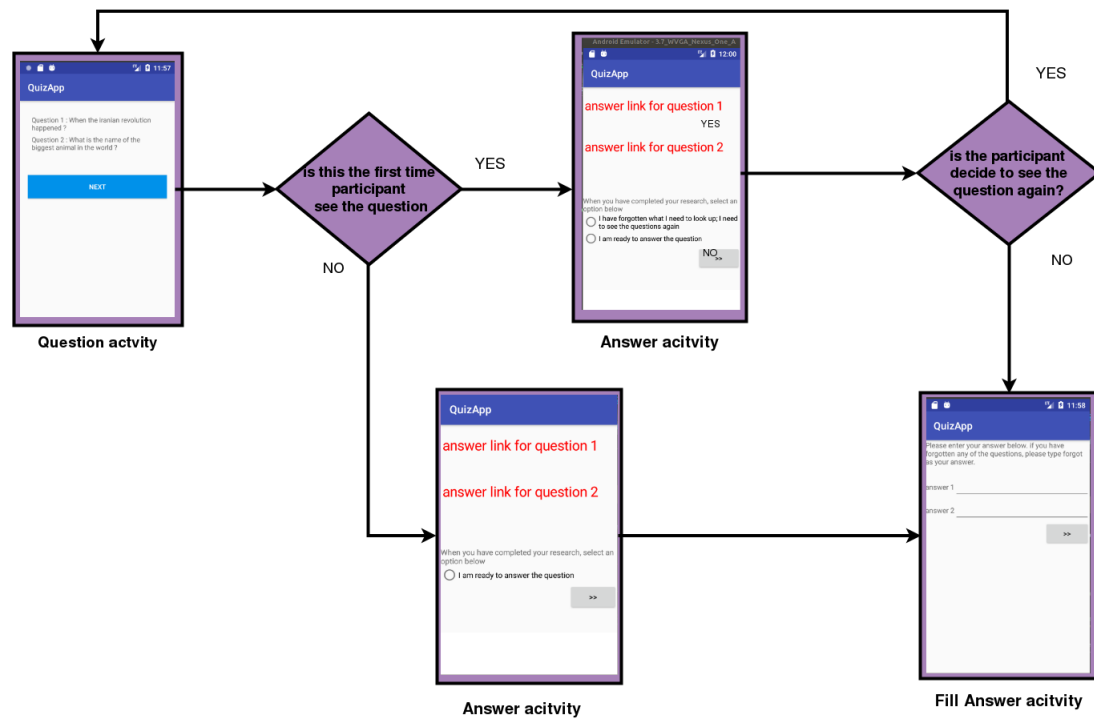 11:57
QuizApp
Question 1 : When the iranian revolution
happened ?
Question 2 : What is the name of the
biggest animal in the world ?
NEXT
Question actvity
is this the first time
participant
see the question
YES
NO
Android Emulator - 3.7_WVGA_Nexus_One_A
12:00
QuizApp
answer link for question 1
YES
answer link for question 2
When you have completed your research, select an
option below
I have forgotten what I need to look up; I need
to see the questions again
I am ready to answer the question
NO
>>
Answer acitvity
is the participant
decide to see the
question again?
YES
NO
QuizApp
answer link for question 1
answer link for question 2
When you have completed your research, select an
option below
I am ready to answer the question
>>
Answer acitvity
11:58
QuizApp
Please enter your answer below. if you have
forgotten any of the questions, please type forgot
as your answer.
answer 1
answer 2
>>
Fill Answer acitvity